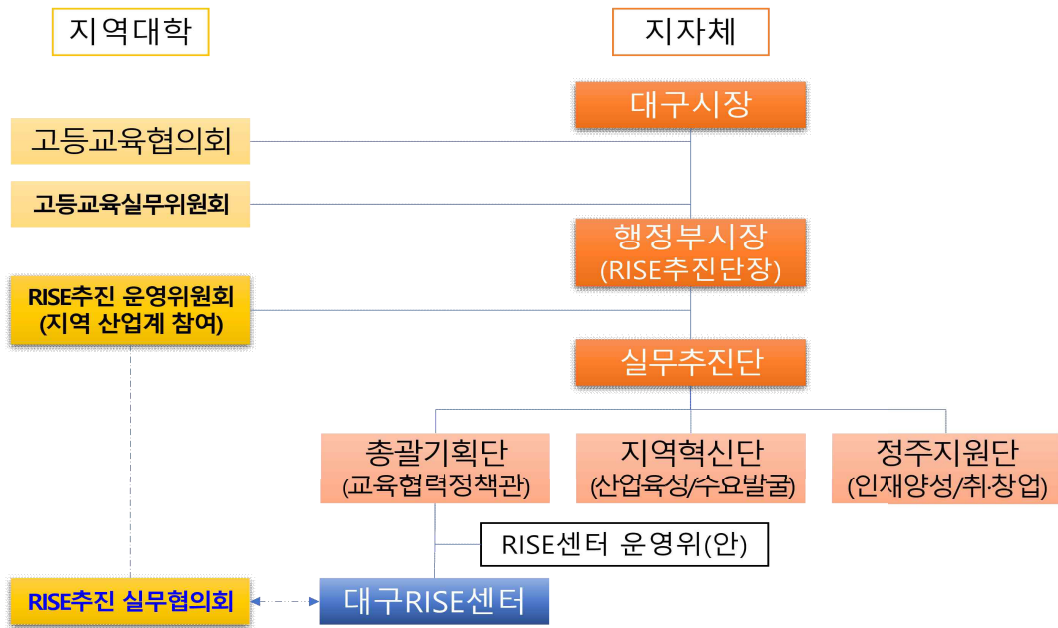 지역대학
지자체
대구시장
고등교육협의회
고등교육실무위원회
행정부시장
(RISE추진단장)
RISE추진 운영위원회
(지역 산업계 참여)
실무추진단
총괄기획단
(교육협력정책관)
지역혁신단
(산업육성/수요발굴)
정주지원단
(인재양성/취·창업)
RISE센터 운영위(안)
RISE추진 실무협의회
대구RISE센터